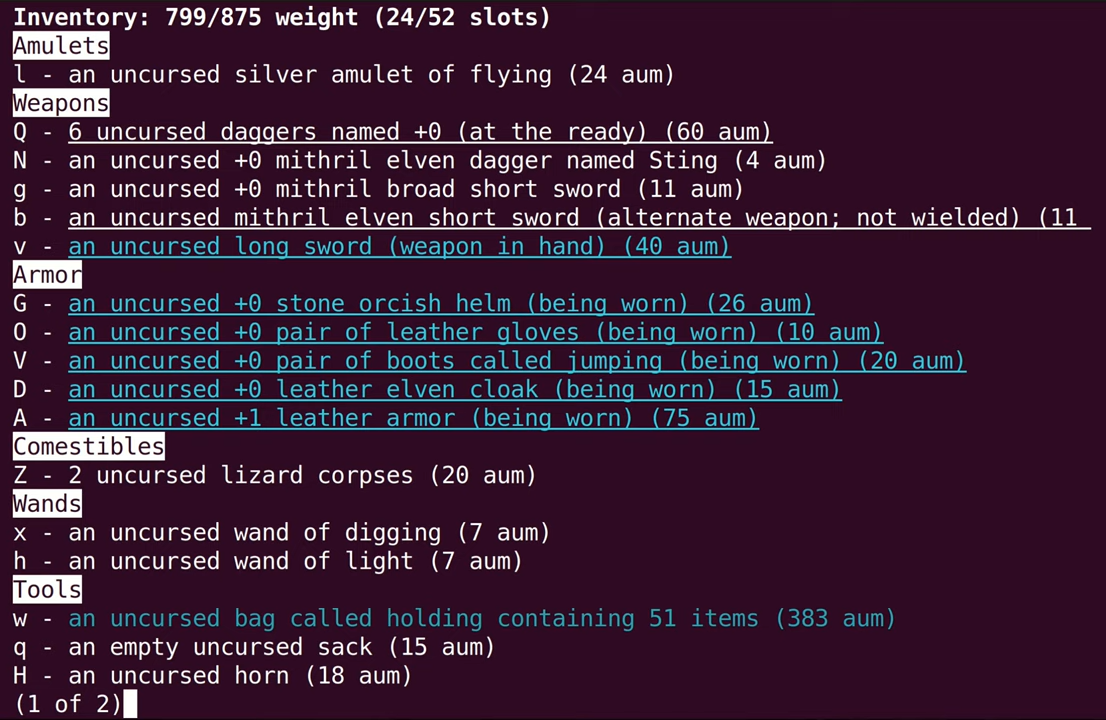 Inventory: 799/875 weight (24/52 slots)
Amulets
l - an uncursed silver amulet of flying (24 aum)
Weapons
Q - 6 uncursed daggers named +0 (at the ready) (60 aum)
N - an uncursed +0 mithril elven dagger named Sting (4 aum)
g - an uncursed +0 mithril broad short sword (11 aum)
b - an uncursed mithril elven short sword (alternate weapon; not wielded) (11
v - an uncursed long sword (weapon in hand) (40 aum)
Armor
G - an uncursed +0 stone orcish helm (being worn) (26 aum)
O - an uncursed +0 pair of leather gloves (being worn) (10 aum)
V - an uncursed +0 pair of boots called jumping (being worn) (20 aum)
D - an uncursed +0 leather elven cloak (being worn) (15 aum)
A - an uncursed +1 leather armor (being worn) (75 aum)
Comestibles
Z - 2 uncursed lizard corpses (20 aum)
Wands
x - an uncursed wand of digging (7 aum)
h - an uncursed wand of light (7 aum)
Tools
w - an uncursed bag called holding containing 51 items (383 aum)
q - an empty uncursed sack (15 aum)
H - an uncursed horn (18 aum)
(1 of 2)